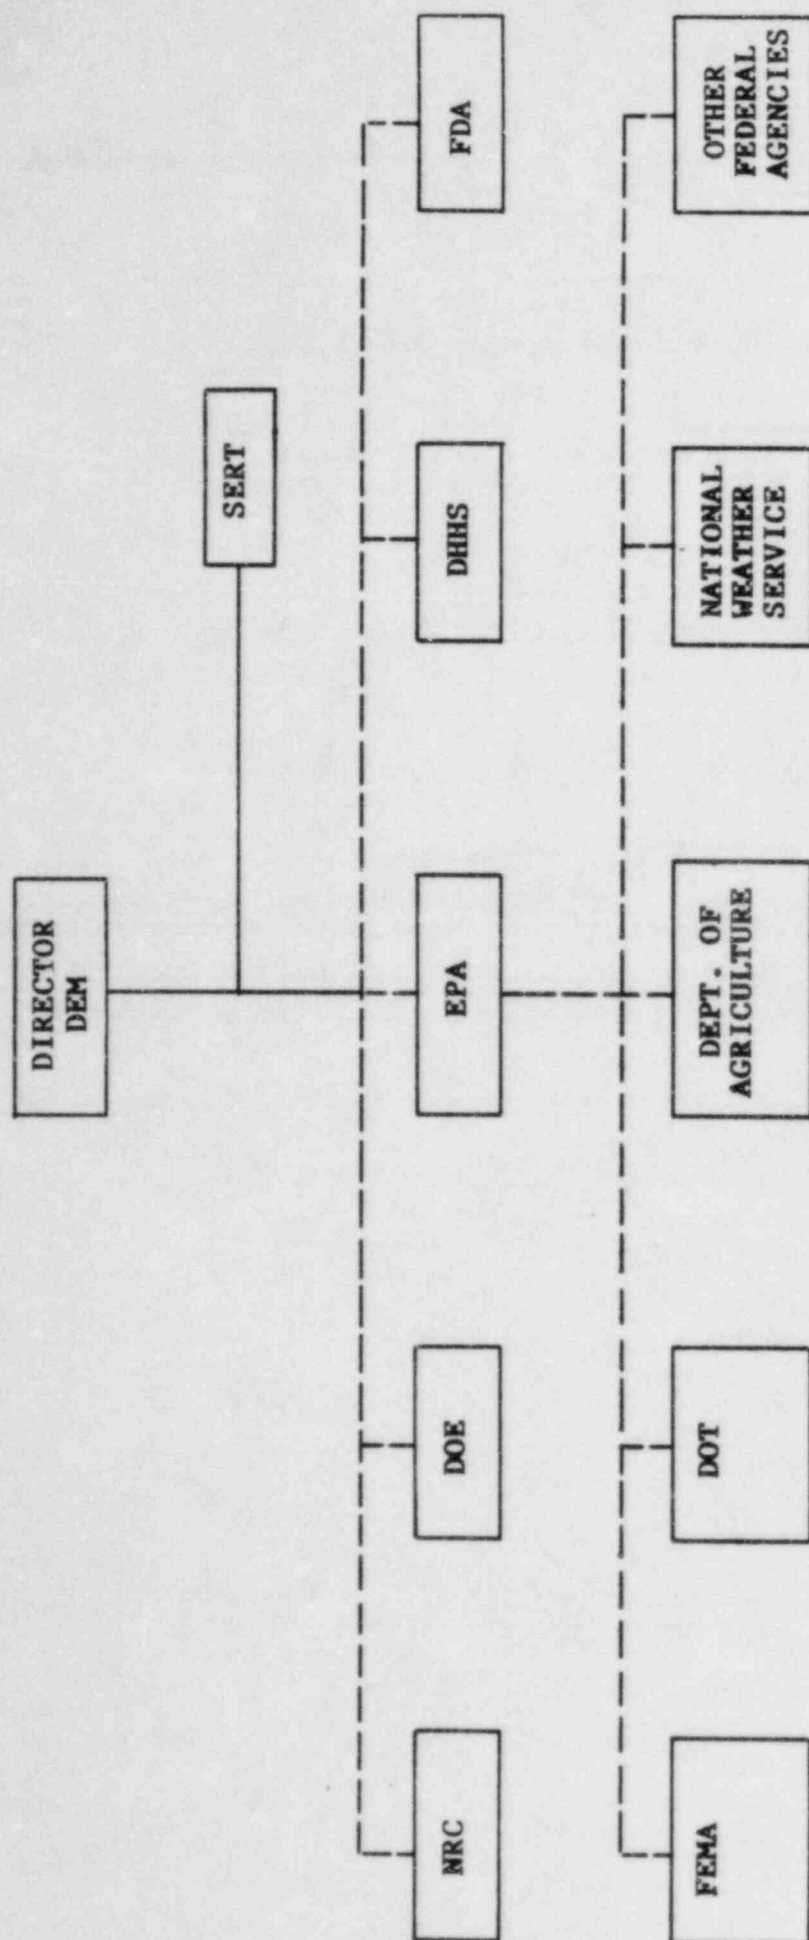 DIRECTOR
DEM
SERT
NRC
DOE
EPA
DHHS
FDA
FEMA
DOT
DEPT. OF
AGRICULTURE
NATIONAL
WEATHER
SERVICE
OTHER
FEDERAL
AGENCIES